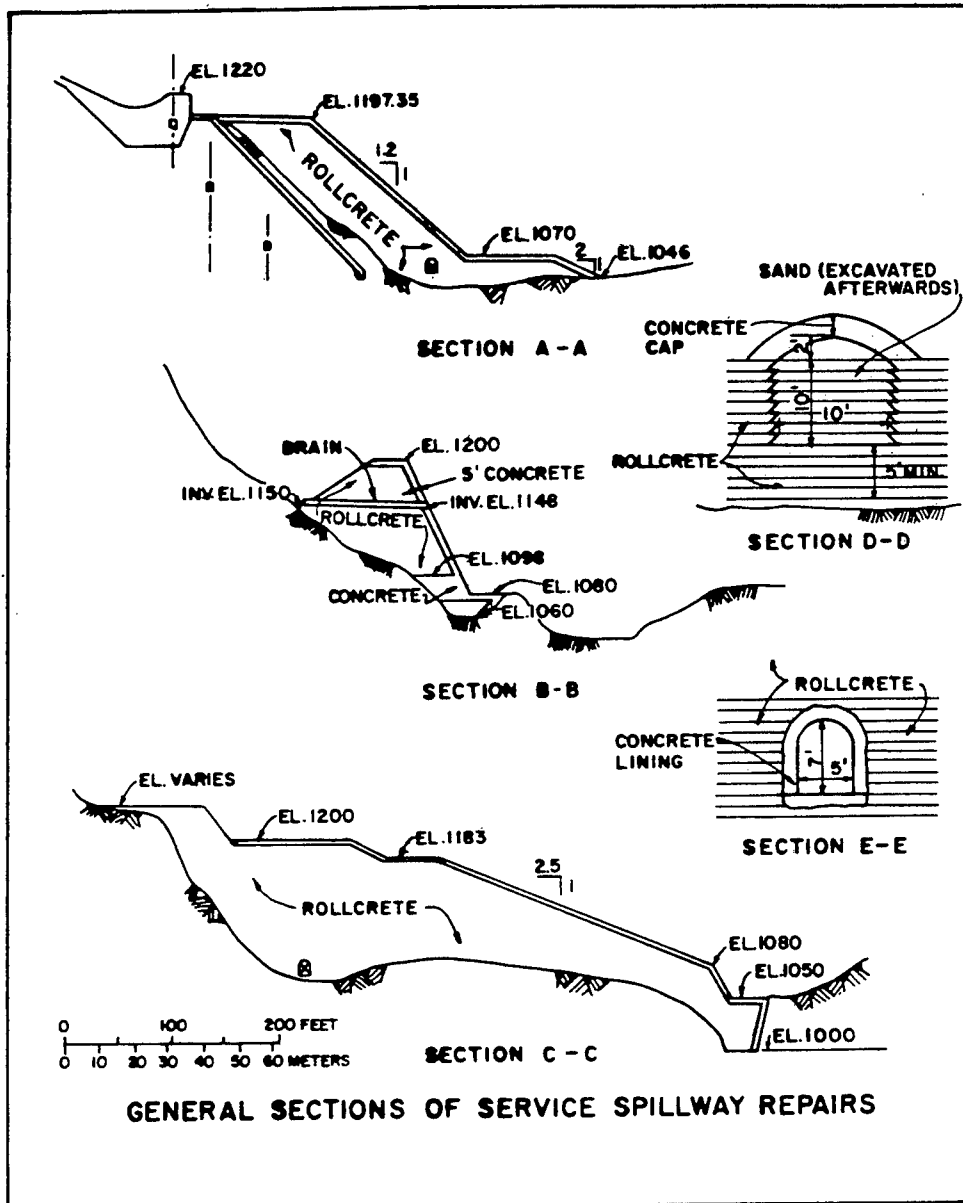 EL.1220
EL.1197.35
1.2
1
ROLLCRETE
EL.1070
2
1
EL.1046
SECTION A-A
SAND (EXCAVATED
AFTERWARDS)
CONCRETE
CAP
2'
10'
10'
ROLLCRETE
5' MIN
SECTION D-D
DRAIN
EL.1200
5' CONCRETE
INV. EL.1150
INV. EL.1148
ROLLCRETE
EL.1098
CONCRETE
EL.1080
EL.1060
SECTION B-B
ROLLCRETE
CONCRETE
LINING
7'
5'
SECTION E-E
EL. VARIES
EL.1200
EL.1183
2.5
1
ROLLCRETE
EL.1080
EL.1050
EL.1000
0 100 200 FEET
0 10 20 30 40 50 60 METERS
SECTION C-C
GENERAL SECTIONS OF SERVICE SPILLWAY REPAIRS